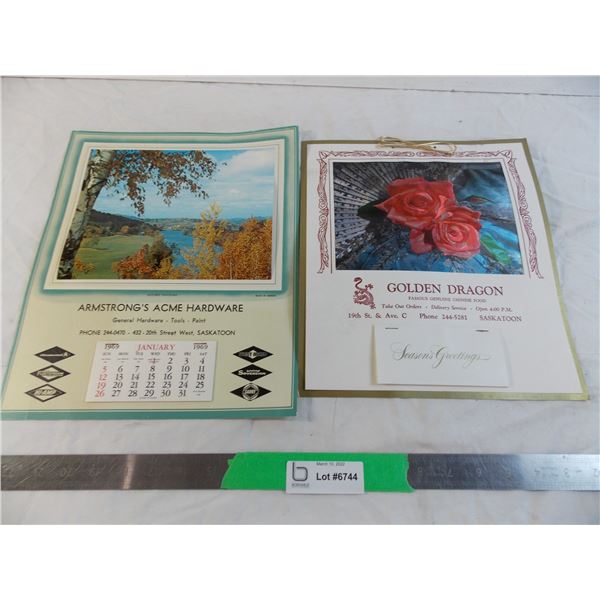 ARMSTRONG'S ACME HARDWARE
General Hardware - Tools - Paint
PHONE 244-0470 - 432 - 20th Street West, SASKATOON
1969 JANUARY 1969
SUN MON TUE WED THU FRI SAT
1 2 3 4
5 6 7 8 9 10 11
12 13 14 15 16 17 18
19 20 21 22 23 24 25
26 27 28 29 30 31
SOVEREIGN
GOLDEN DRAGON
FAMOUS GENUINE CHINESE FOOD
Take Out Orders - Delivery Service - Open 4:00 P.M.
19th St. & Ave. C Phone 244-5281 SASKATOON
Season's Greetings
March 10, 2022
Lot #6744